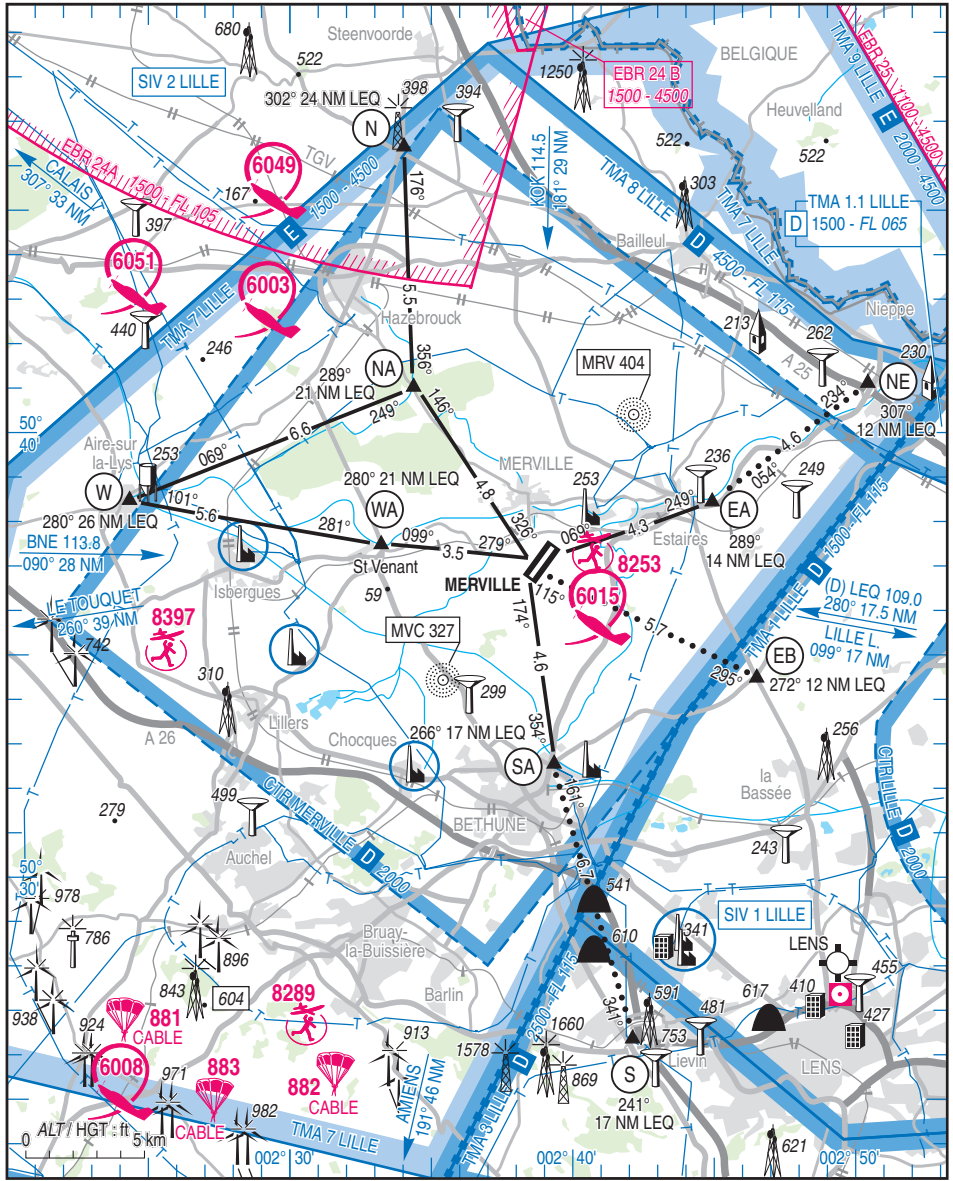 680
Steenvoorde
522
SIV 2 LILLE
302° 24 NM LEQ
398
394
N
1250
EBR 24 B
1500 - 4500
BELGIQUE
TMA 9 LILLE E 2000 - 4500
EBR 25 1100 - 4500
Heuvelland
522
522
EBR 24A 1500 - FL 105
TGV
CALAIS
307° 33 NM
6049
167
397
1500 - 4500
E
TMA 7 LILLE
176°
5.5
356°
KOK 114.5
181° 29 NM
303
TMA 8 LILLE
TMA 7 LILLE
D
4500 - FL 115
TMA 1.1 LILLE
D 1500 - FL 065
Bailleul
6051
440
6003
246
Hazebrouck
Nieppe
213
262
230
A 25
MRV 404
NA
289°
21 NM LEQ
249°
146°
NE
307°
12 NM LEQ
234°
4.6
054°
50°
40'
Aire-sur
la-Lys
253
069°
6.6
4.8
326°
MERVILLE
253
236
249
W
280° 26 NM LEQ
101°
5.6
281°
280° 21 NM LEQ
WA
099°
3.5
279°
St Venant
069°
4.3
249°
EA
289°
14 NM LEQ
Estaires
BNE 113.8
090° 28 NM
Isbergues
59
MERVILLE
8253
6015
115°
5.7
295°
TMA 1 LILLE D 1500 - FL 115
(D) LEQ 109.0
280° 17.5 NM
LILLE L.
099° 17 NM
LE TOUQUET
260° 39 NM
742
8397
MVC 327
174°
4.6
354°
EB
272° 12 NM LEQ
310
299
Lillers
A 26
Chocques
266° 17 NM LEQ
SA
256
la
Bassée
CTR LILLE D 2000
CTR MERVILLE D 2000
279
499
Auchel
BETHUNE
161°
6.7
341°
243
50°
30'
978
786
896
Bruay-
la-Buissière
541
610
341
SIV 1 LILLE
LENS
455
410
427
617
843
604
Barlin
938
924
881
CABLE
8289
591
481
753
Lievin
LENS
6008
971
883
CABLE
882
CABLE
913
982
1578
1660
869
AMIENS
191° 46 NM
TMA 3 LILLE D 2500 - FL 115
S
241°
17 NM LEQ
621
ALT / HGT : ft
0 5 km
TMA 7 LILLE
002° 30'
002° 40'
002° 50'